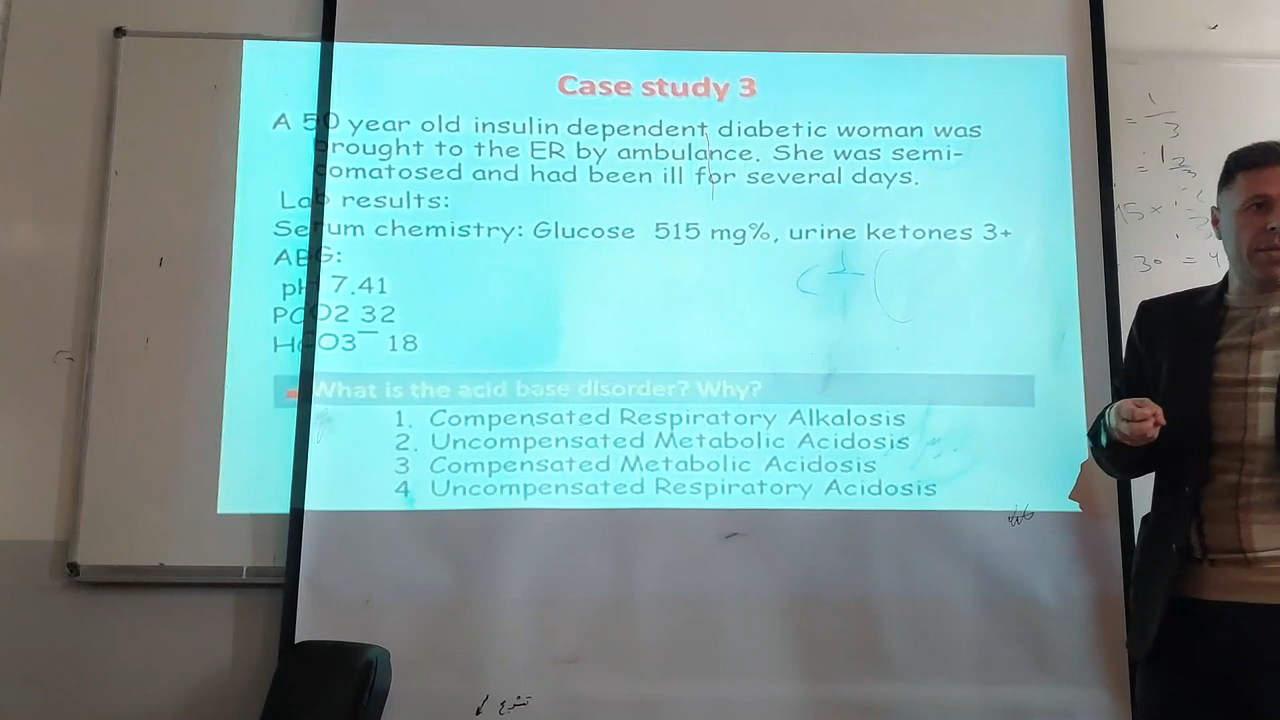 Case study 3
A 50 year old insulin dependent diabetic woman was
brought to the ER by ambulance. She was semi-
comatosed and had been ill for several days.
Lab results:
Serum chemistry: Glucose 515 mg%, urine ketones 3+
ABG:
pH 7.41
PCO2 32
HCO3¯ 18
What is the acid base disorder? Why?
1. Compensated Respiratory Alkalosis
2. Uncompensated Metabolic Acidosis
3 Compensated Metabolic Acidosis
4 Uncompensated Respiratory Acidosis
= 1/3